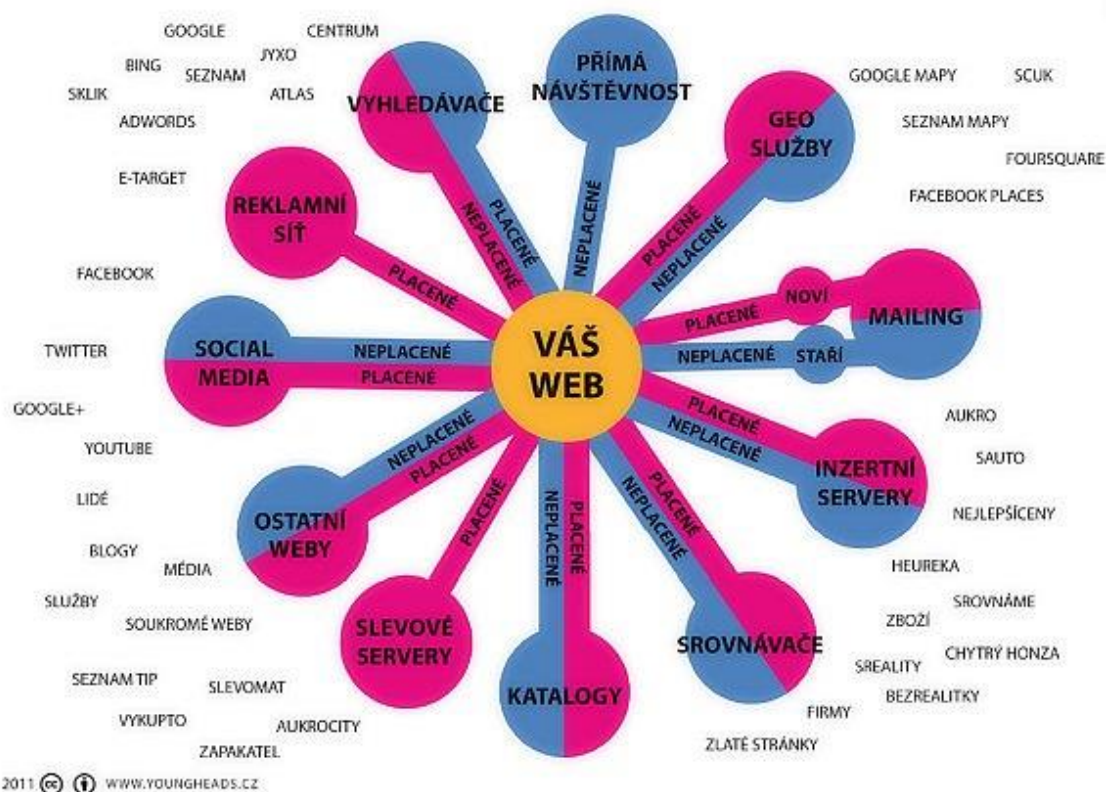 GOOGLE
CENTRUM
JYXO
BING
SEZNAM
SKLIK
ATLAS
ADWORDS
E-TARGET
VYHLEDÁVAČE
PLACENÉ
NEPLACENÉ
PŘÍMÁ
NÁVŠTĚVNOST
NEPLACENÉ
GEO
SLUŽBY
PLACENÉ
NEPLACENÉ
GOOGLE MAPY
SCUK
SEZNAM MAPY
FOURSQUARE
FACEBOOK PLACES
REKLAMNÍ
SÍŤ
PLACENÉ
MAILING
NOVÍ
PLACENÉ
STAŘÍ
NEPLACENÉ
VÁŠ
WEB
FACEBOOK
TWITTER
GOOGLE+
YOUTUBE
LIDÉ
SOCIAL
MEDIA
NEPLACENÉ
PLACENÉ
INZERTNÍ
SERVERY
PLACENÉ
NEPLACENÉ
AUKRO
SAUTO
NEJLEPŠÍCENY
OSTATNÍ
WEBY
NEPLACENÉ
PLACENÉ
BLOGY
MÉDIA
SLUŽBY
SOUKROMÉ WEBY
SLEVOVÉ
SERVERY
PLACENÉ
SEZNAM TIP
SLEVOMAT
VYKUPTO
AUKROCITY
ZAPAKATEL
KATALOGY
NEPLACENÉ
PLACENÉ
FIRMY
ZLATÉ STRÁNKY
SROVNÁVAČE
PLACENÉ
NEPLACENÉ
HEUREKA
SROVNÁME
ZBOŽÍ
CHYTRÝ HONZA
SREALITY
BEZREALITKY
2011 cc WWW.YOUNGHEADS.CZ